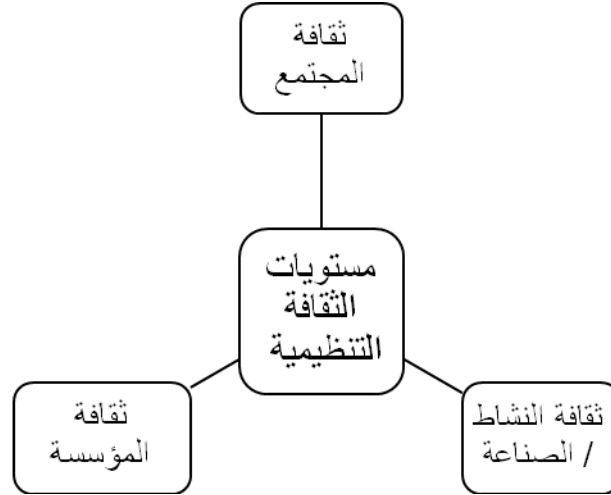 ثقافة
المجتمع
مستويات
الثقافة
التنظيمية
ثقافة النشاط
/ الصناعة
ثقافة
المؤسسة